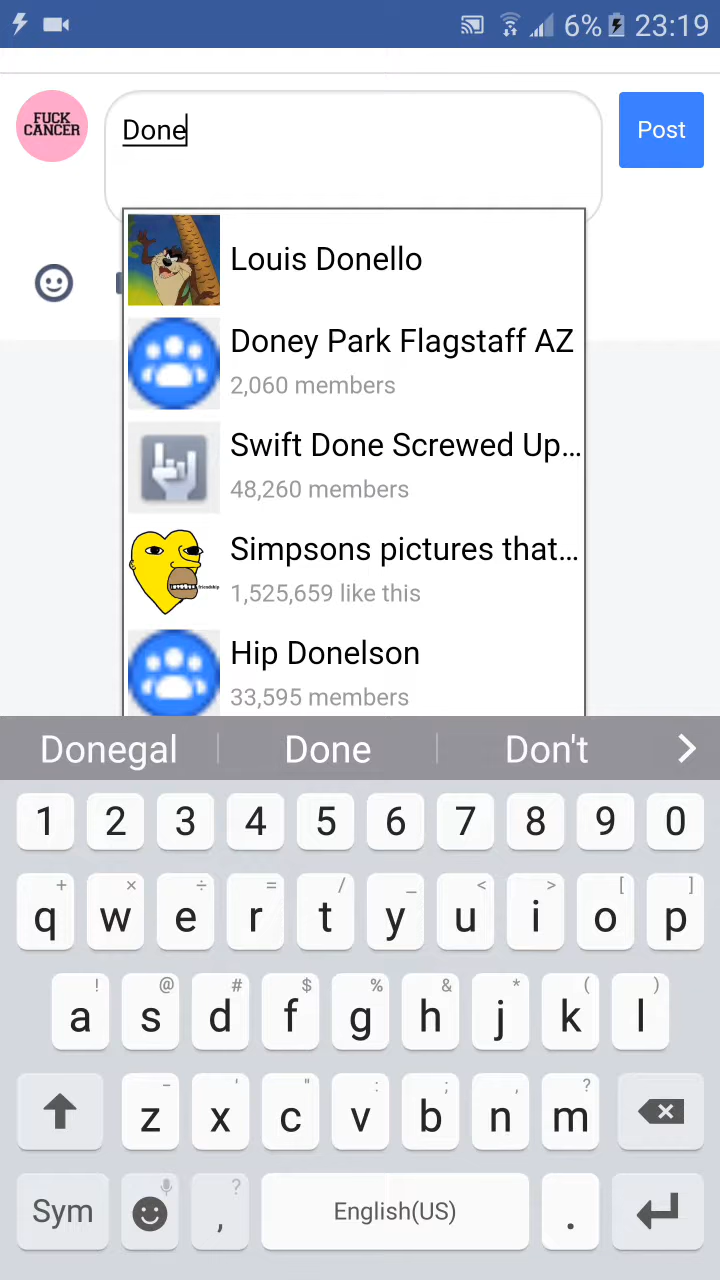 6% 23:19
FUCK
CANCER
Done
Post
Louis Donello
Doney Park Flagstaff AZ
2,060 members
Swift Done Screwed Up...
48,260 members
Simpsons pictures that...
1,525,659 like this
Hip Donelson
33,595 members
Donegal Done Don't
1 2 3 4 5 6 7 8 9 0
+ × ÷ = / _ < > [ ]
q w e r t y u i o p
! @ # $ % & * ( )
a s d f g h j k l
- ' " : ; , ?
z x c v b n m
?
Sym , English(US) .